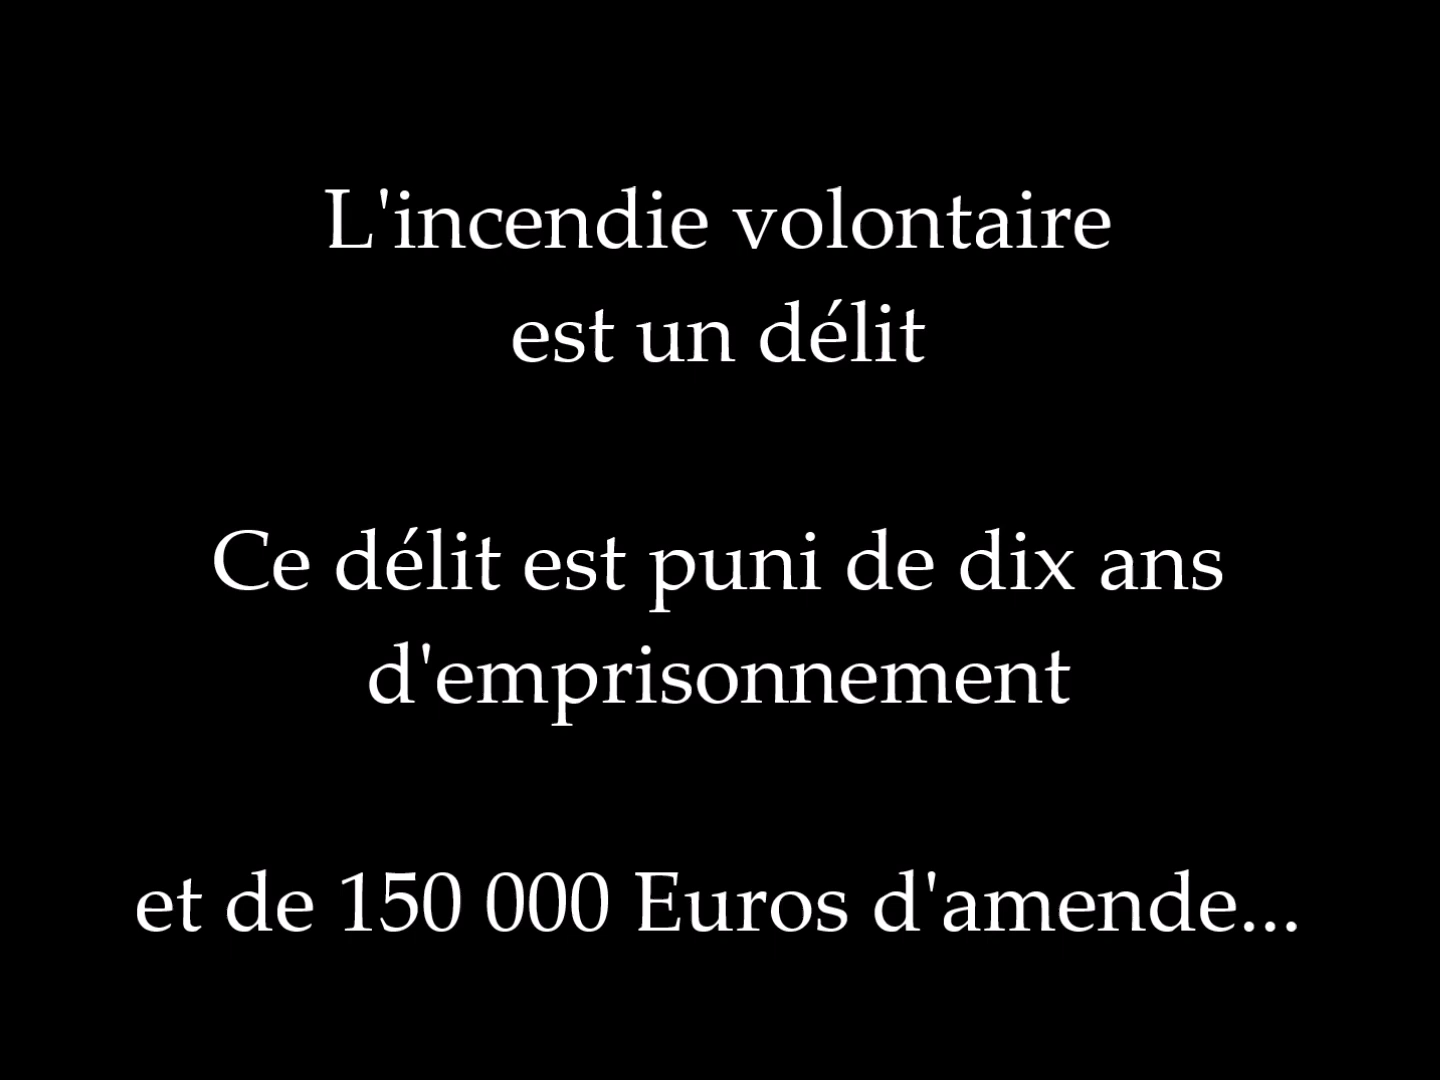 L'incendie volontaire
est un délit
Ce délit est puni de dix ans
d'emprisonnement
et de 150 000 Euros d'amende...